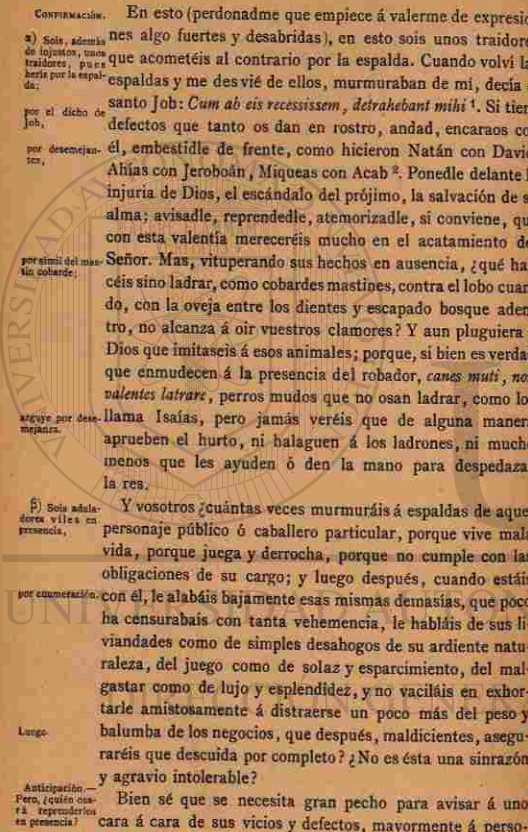 CONFIRMACIÓN.
En esto (perdonadme que empiece á valerme de expresio
α) Sois, además
de injustos, unos
traidores, pues
herís por la espal-
da;
nes algo fuertes y desabridas), en esto sois unos traidore
que acometéis al contrario por la espalda. Cuando volví la
espaldas y me desvié de ellos, murmuraban de mí, decía
por el dicho de
Job,
santo Job: Cum ab eis recessissem, detrahebant mihi ¹. Si tien
defectos que tanto os dan en rostro, andad, encaraos co
por desemejan-
tes,
él, embestidle de frente, como hicieron Natán con David
Ahías con Jeroboán, Miqueas con Acab ². Ponedle delante l
injuria de Dios, el escándalo del prójimo, la salvación de s
alma; avisadle, reprendedle, atemorizadle, si conviene, qu
con esta valentía mereceréis mucho en el acatamiento de
por símil del mas-
tín cobarde;
Señor. Mas, vituperando sus hechos en ausencia, ¿qué ha
céis sino ladrar, como cobardes mastines, contra el lobo cuan
do, con la oveja entre los dientes y escapado bosque aden
tro, no alcanza á oir vuestros clamores? Y aun pluguiera
Dios que imitaseis á esos animales; porque, si bien es verdad
que enmudecen á la presencia del robador, canes muti, no
valentes latrare, perros mudos que no osan ladrar, como lo
arguye por dese-
mejanza.
llama Isaías, pero jamás veréis que de alguna manera
aprueben el hurto, ni halaguen á los ladrones, ni mucho
menos que les ayuden ó den la mano para despedaza
la res.
β) Sois adula-
dores viles en
presencia,
Y vosotros ¿cuántas veces murmuráis á espaldas de aque
personaje público ó caballero particular, porque vive mala
vida, porque juega y derrocha, porque no cumple con las
obligaciones de su cargo; y luego después, cuando estáis
por enumeración.
con él, le alabáis bajamente esas mismas demasías, que poco
ha censurabais con tanta vehemencia, le habláis de sus li
viandades como de simples desahogos de su ardiente natu
raleza, del juego como de solaz y esparcimiento, del mal-
gastar como de lujo y esplendidez, y no vaciláis en exhor-
tarle amistosamente á distraerse un poco más del peso y
Luego.
balumba de los negocios, que después, maldicientes, asegu-
raréis que descuida por completo? ¿No es ésta una sinrazón
y agravio intolerable?
Anticipación.—
Pero, ¿quién osa-
rá reprenderlos
en presencia?
Bien sé que se necesita gran pecho para avisar á uno
cara á cara de sus vicios y defectos, mayormente á perso-